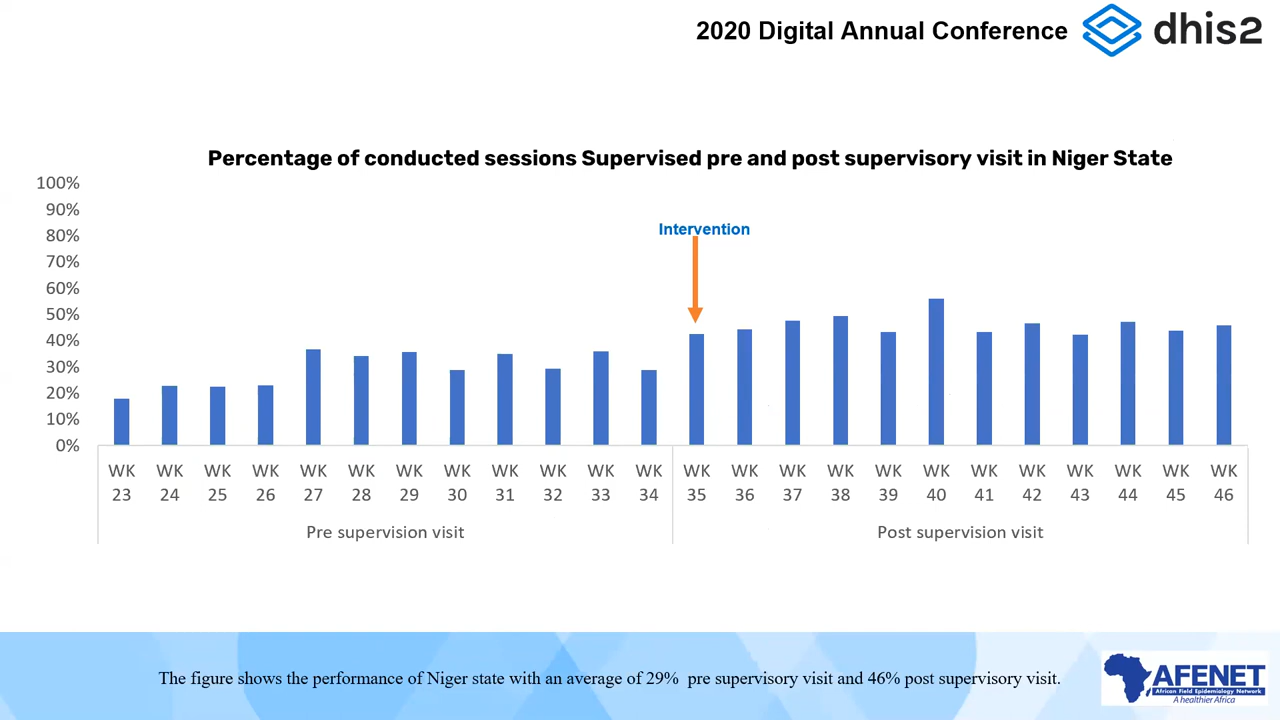 2020 Digital Annual Conference
dhis2
Percentage of conducted sessions Supervised pre and post supervisory visit in Niger State
100%
90%
80%
70%
60%
50%
40%
30%
20%
10%
0%
Intervention
WK 23
WK 24
WK 25
WK 26
WK 27
WK 28
WK 29
WK 30
WK 31
WK 32
WK 33
WK 34
WK 35
WK 36
WK 37
WK 38
WK 39
WK 40
WK 41
WK 42
WK 43
WK 44
WK 45
WK 46
Pre supervision visit
Post supervision visit
The figure shows the performance of Niger state with an average of 29% pre supervisory visit and 46% post supervisory visit.
AFENET
African Field Epidemiology Network
A healthier Africa